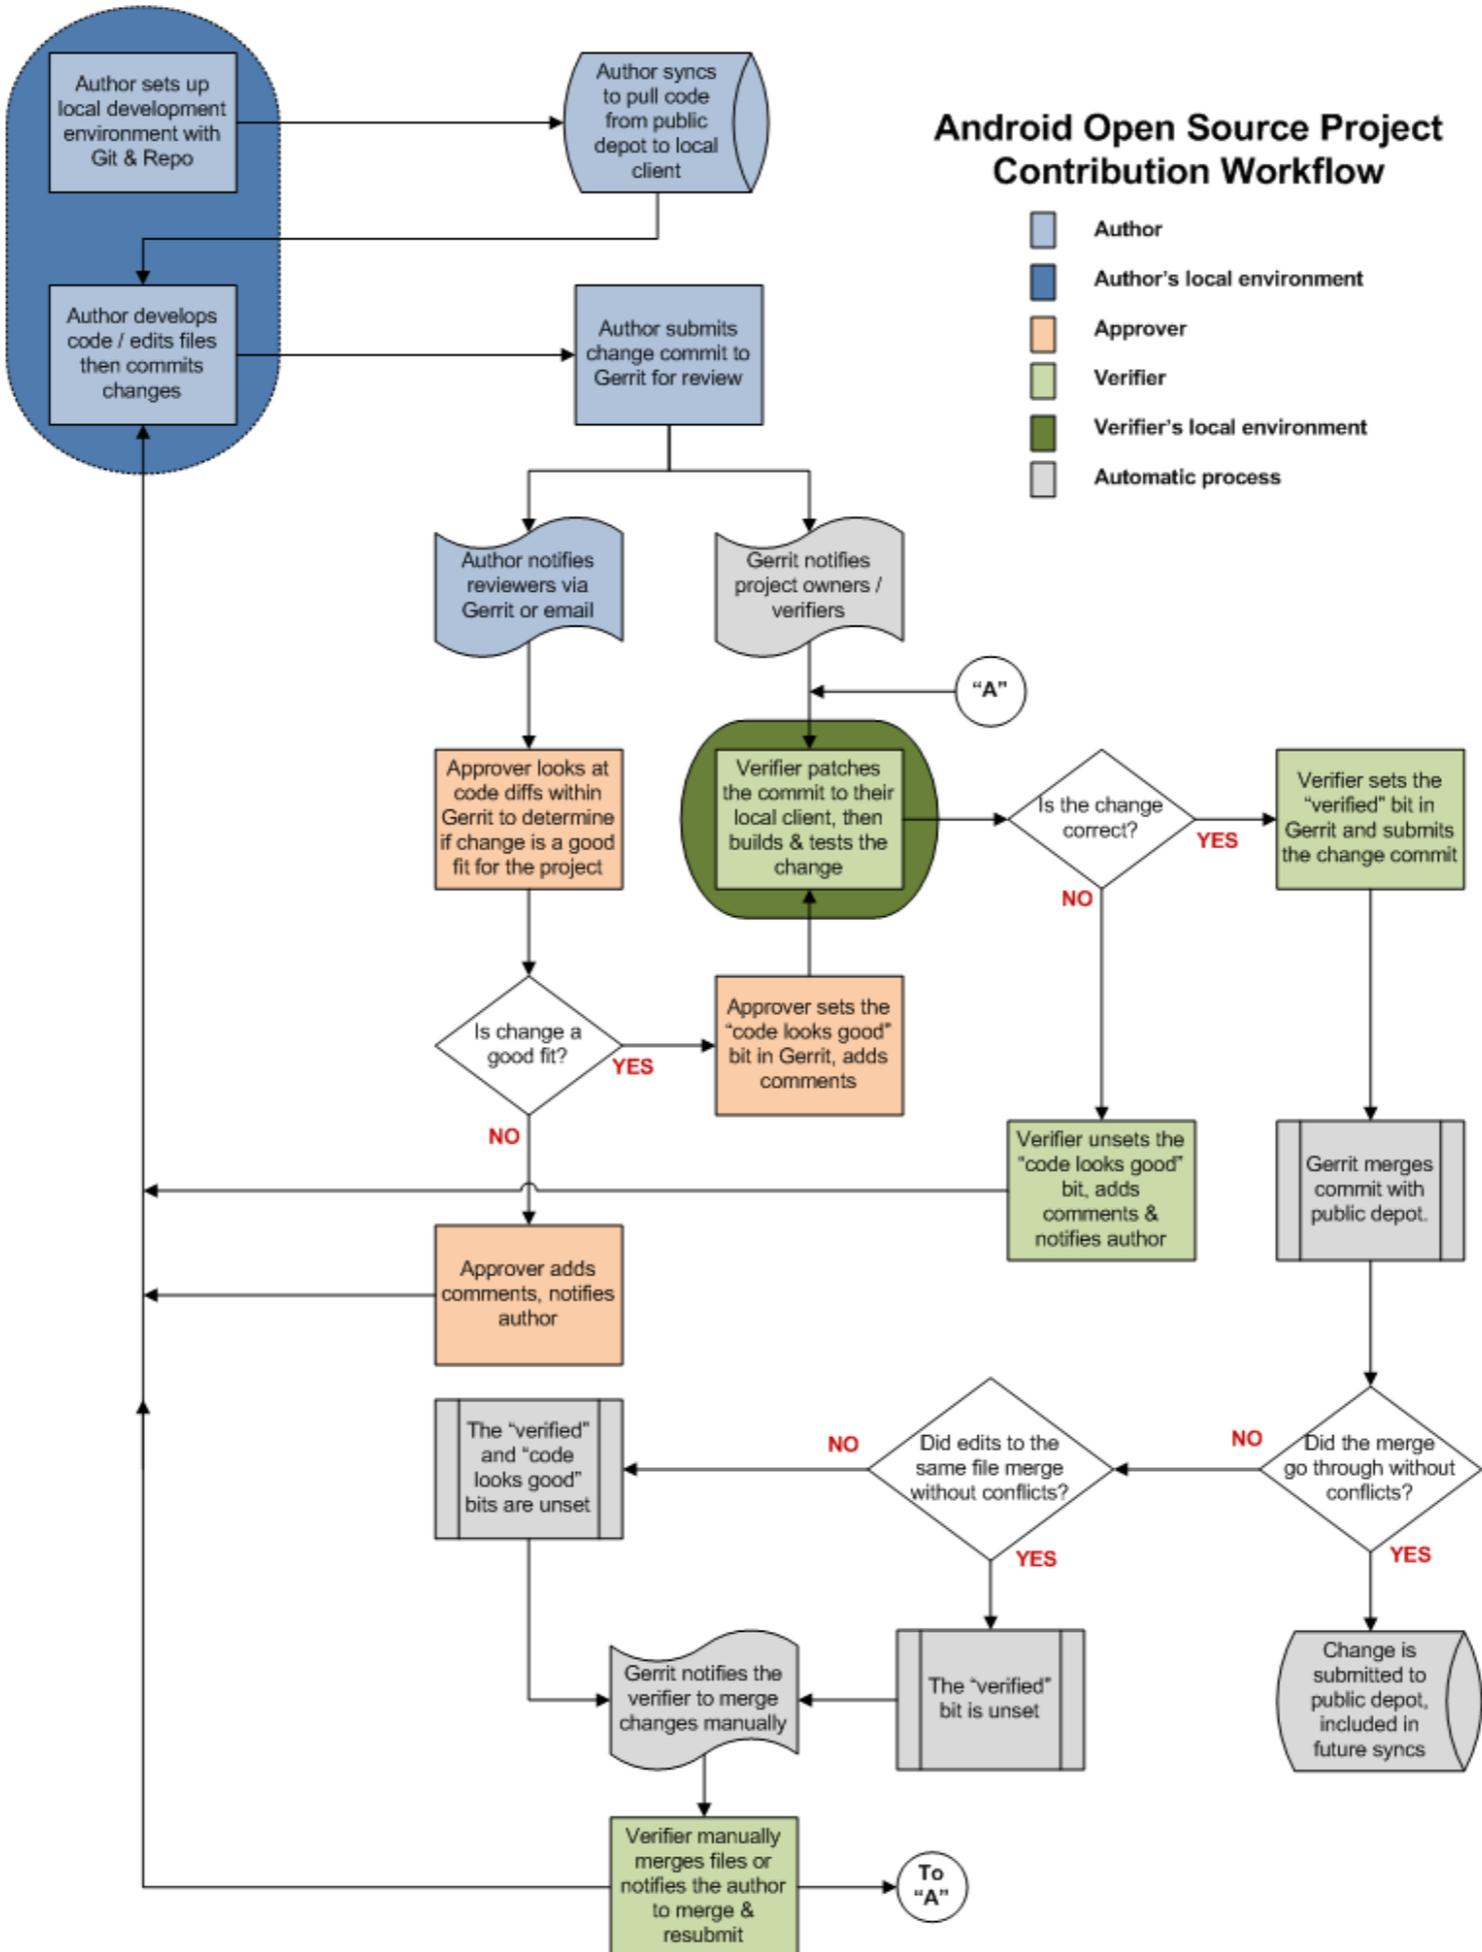 Author sets up
local development
environment with
Git & Repo
Author syncs
to pull code
from public
depot to local
client
Android Open Source Project
Contribution Workflow
Author
Author's local environment
Approver
Verifier
Verifier's local environment
Automatic process
Author develops
code / edits files
then commits
changes
Author submits
change commit to
Gerrit for review
Author notifies
reviewers via
Gerrit or email
Gerrit notifies
project owners /
verifiers
“A”
Approver looks at
code diffs within
Gerrit to determine
if change is a good
fit for the project
Verifier patches
the commit to their
local client, then
builds & tests the
change
Is the change
correct?
YES
NO
Verifier sets the
“verified” bit in
Gerrit and submits
the change commit
Is change a
good fit?
YES
NO
Approver sets the
“code looks good”
bit in Gerrit, adds
comments
Verifier unsets the
“code looks good”
bit, adds
comments &
notifies author
Gerrit merges
commit with
public depot.
Approver adds
comments, notifies
author
The “verified”
and “code
looks good”
bits are unset
NO
Did edits to the
same file merge
without conflicts?
YES
NO
Did the merge
go through without
conflicts?
YES
Gerrit notifies the
verifier to merge
changes manually
The “verified”
bit is unset
Change is
submitted to
public depot,
included in
future syncs
Verifier manually
merges files or
notifies the author
to merge &
resubmit
To
“A”